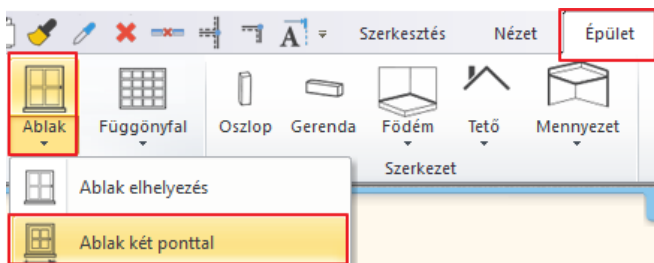 A Szerkesztés Nézet Épület
Ablak Függönyfal Oszlop Gerenda Födém Tető Mennyezet
Szerkezet
Ablak elhelyezés
Ablak két ponttal